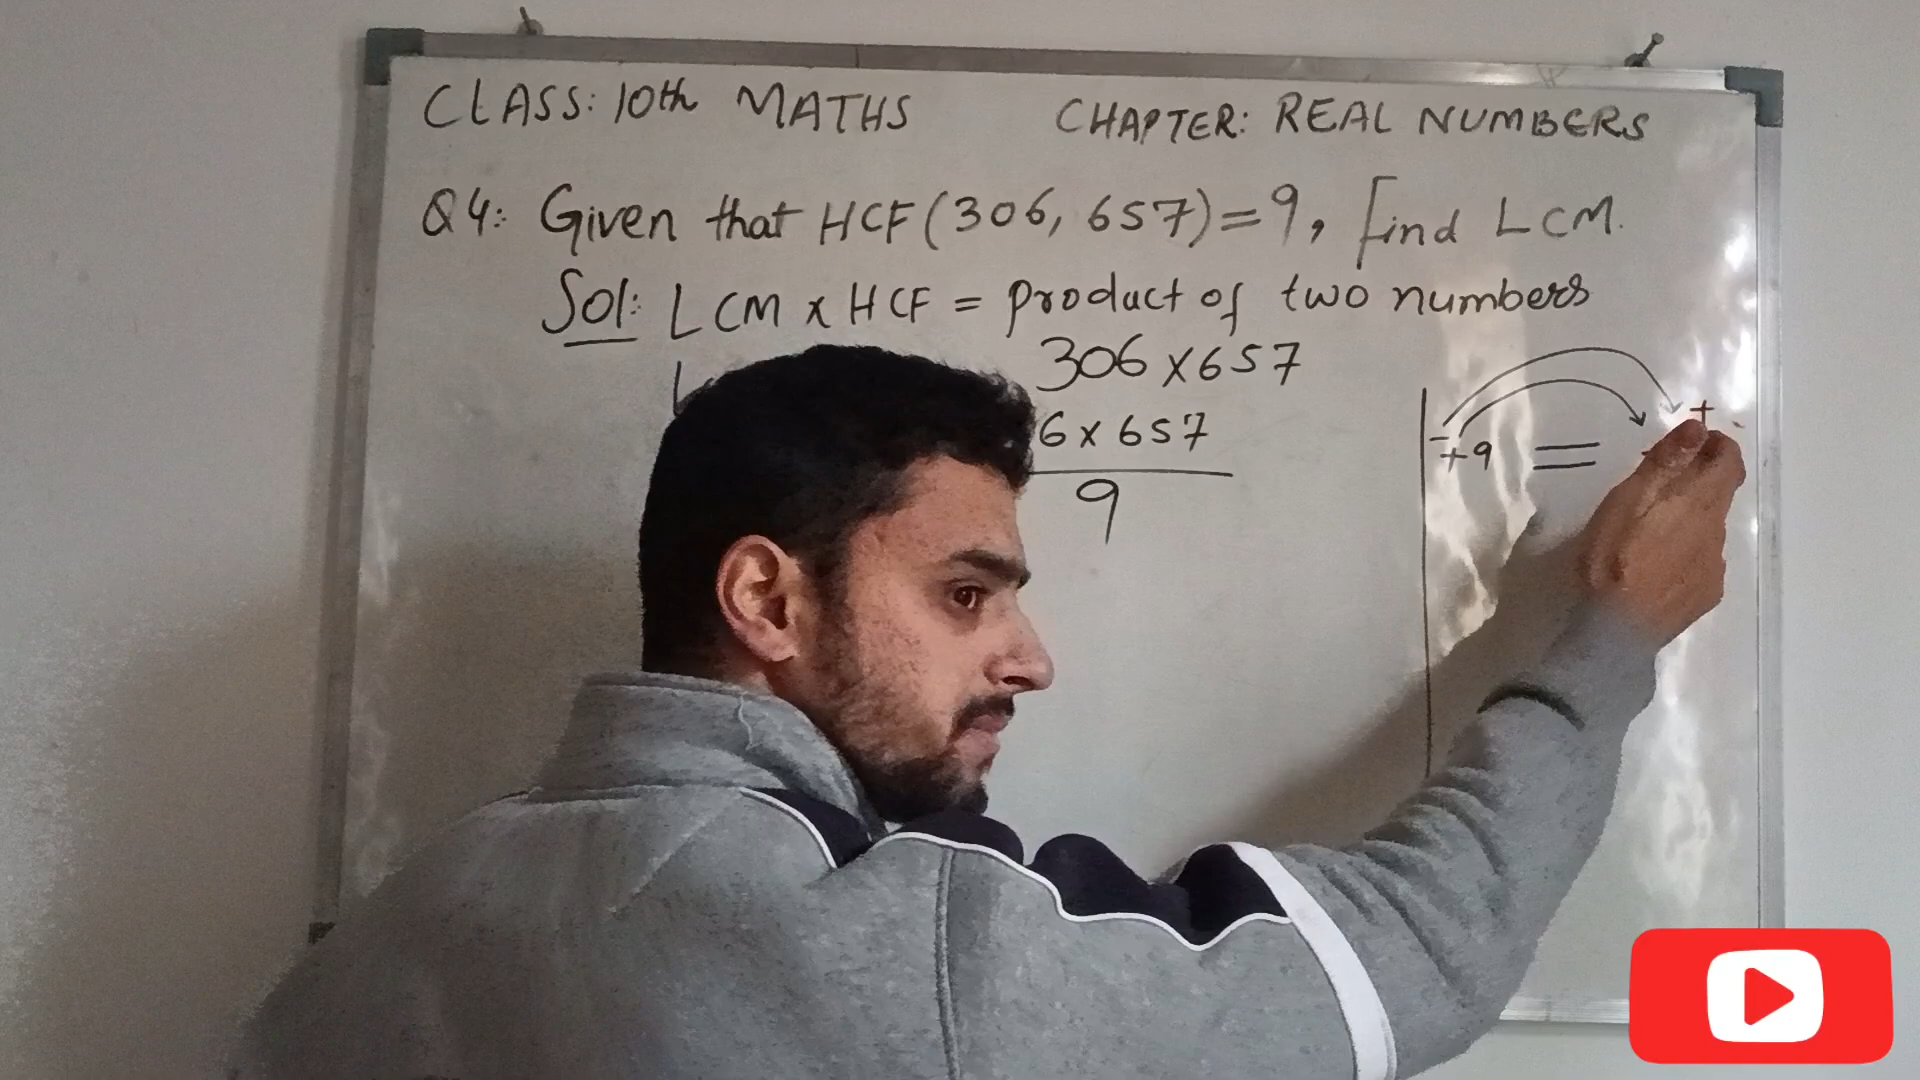 CLASS: 10th MATHS CHAPTER: REAL NUMBERS
Q4: Given that HCF(306, 657)=9, Find LCM.
Sol: LCM x HCF = product of two numbers
306 x 657
6 x 657
9
- +9 = +